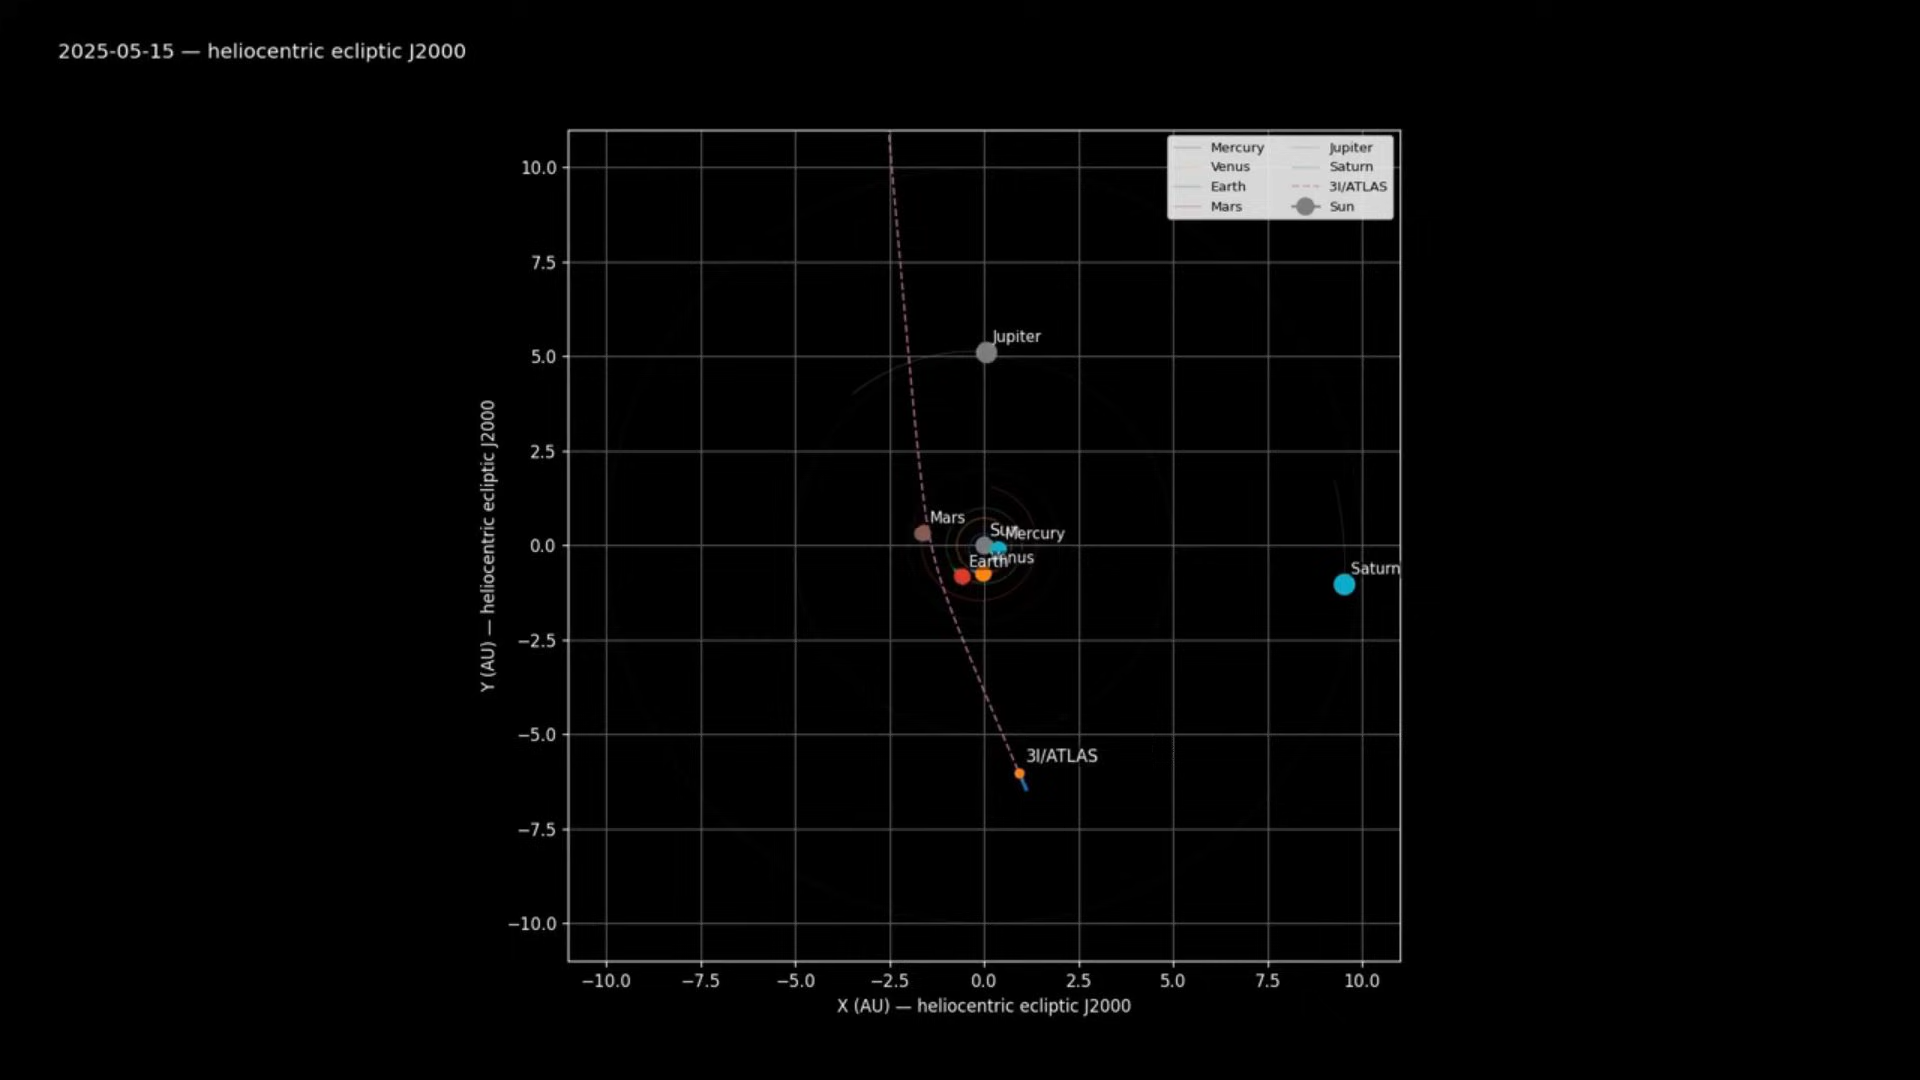 2025-05-15 — heliocentric ecliptic J2000
Mercury
Venus
Earth
Mars
Jupiter
Saturn
3I/ATLAS
Sun
10.0
7.5
5.0
2.5
0.0
−2.5
−5.0
−7.5
−10.0
Y (AU) — heliocentric ecliptic J2000
Jupiter
Mars
Sun
Mercury
Venus
Earth
Saturn
3I/ATLAS
−10.0
−7.5
−5.0
−2.5
0.0
2.5
5.0
7.5
10.0
X (AU) — heliocentric ecliptic J2000